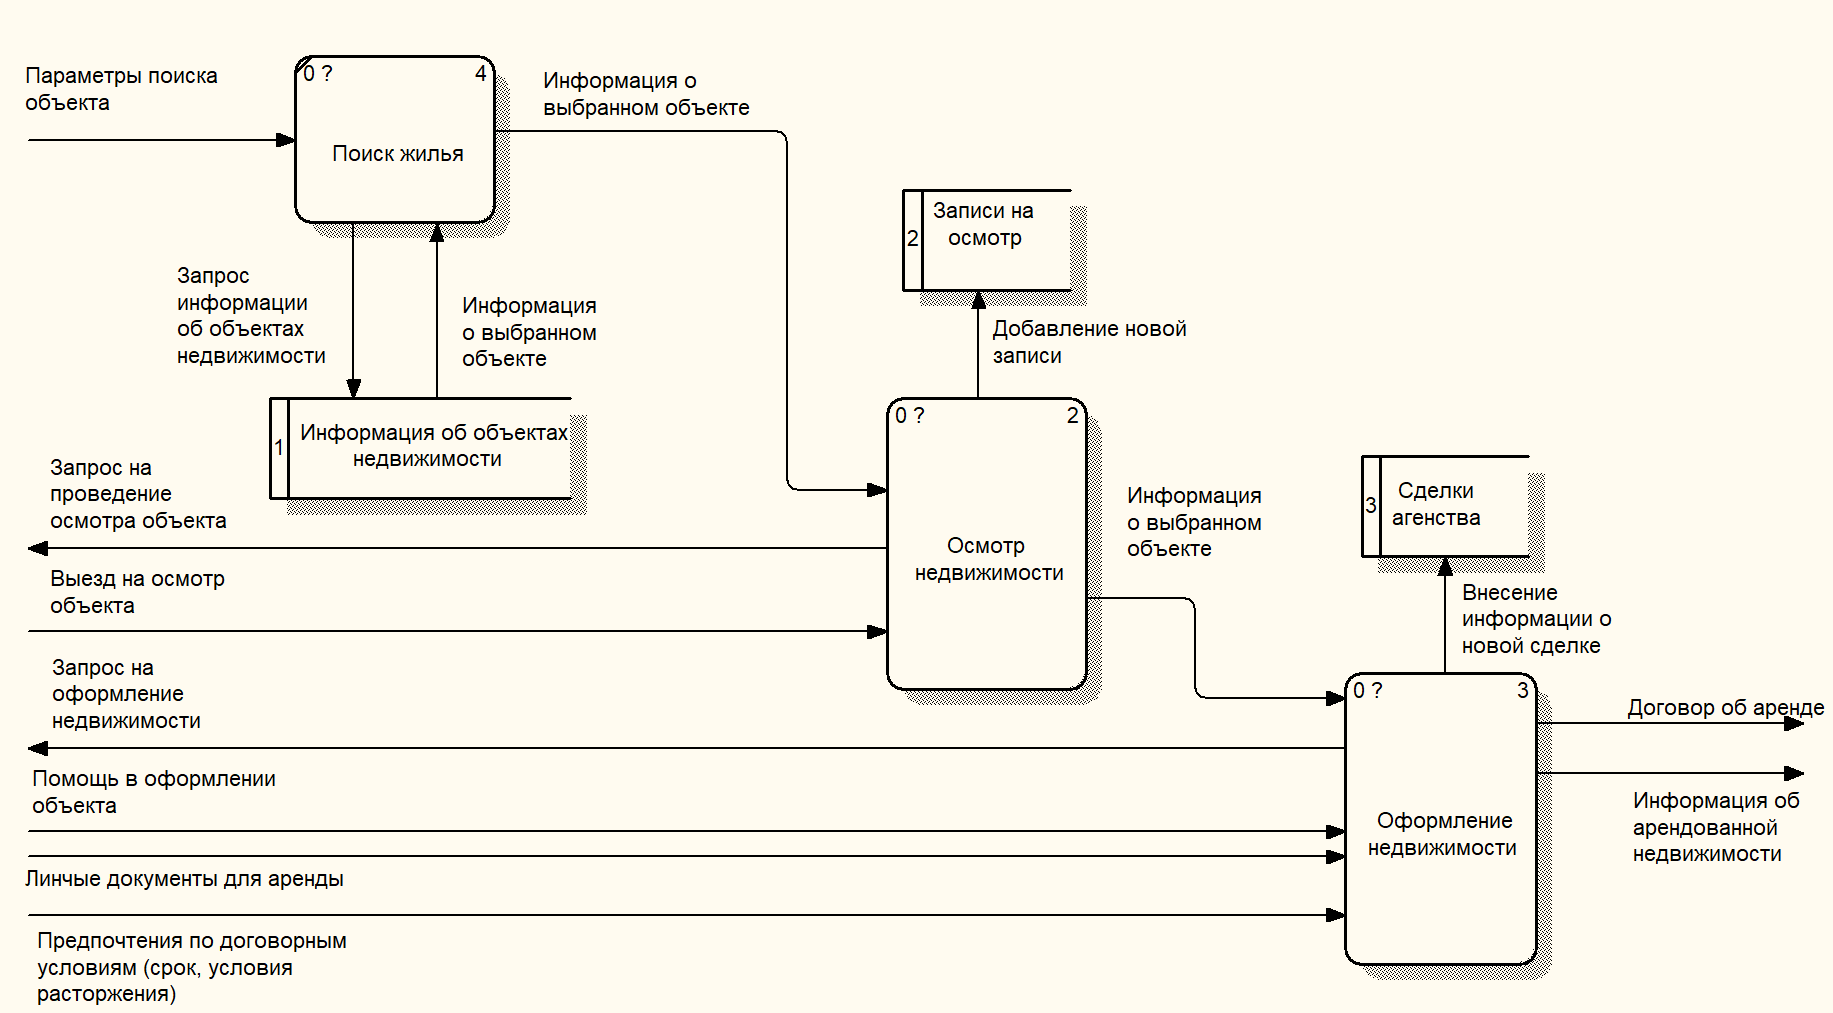 Параметры поиска
объекта
0 ?
4
Поиск жилья
Информация о
выбранном объекте
Запрос
информации
об объектах
недвижимости
Информация
о выбранном
объекте
1
Информация об объектах
недвижимости
2
Записи на
осмотр
Добавление новой
записи
0 ?
2
Осмотр
недвижимости
Запрос на
проведение
осмотра объекта
Выезд на осмотр
объекта
Информация
о выбранном
объекте
3
Сделки
агенства
Внесение
информации о
новой сделке
0 ?
3
Оформление
недвижимости
Запрос на
оформление
недвижимости
Помощь в оформлении
объекта
Линчые документы для аренды
Предпочтения по договорным
условиям (срок, условия
расторжения)
Договор об аренде
Информация об
арендованной
недвижимости